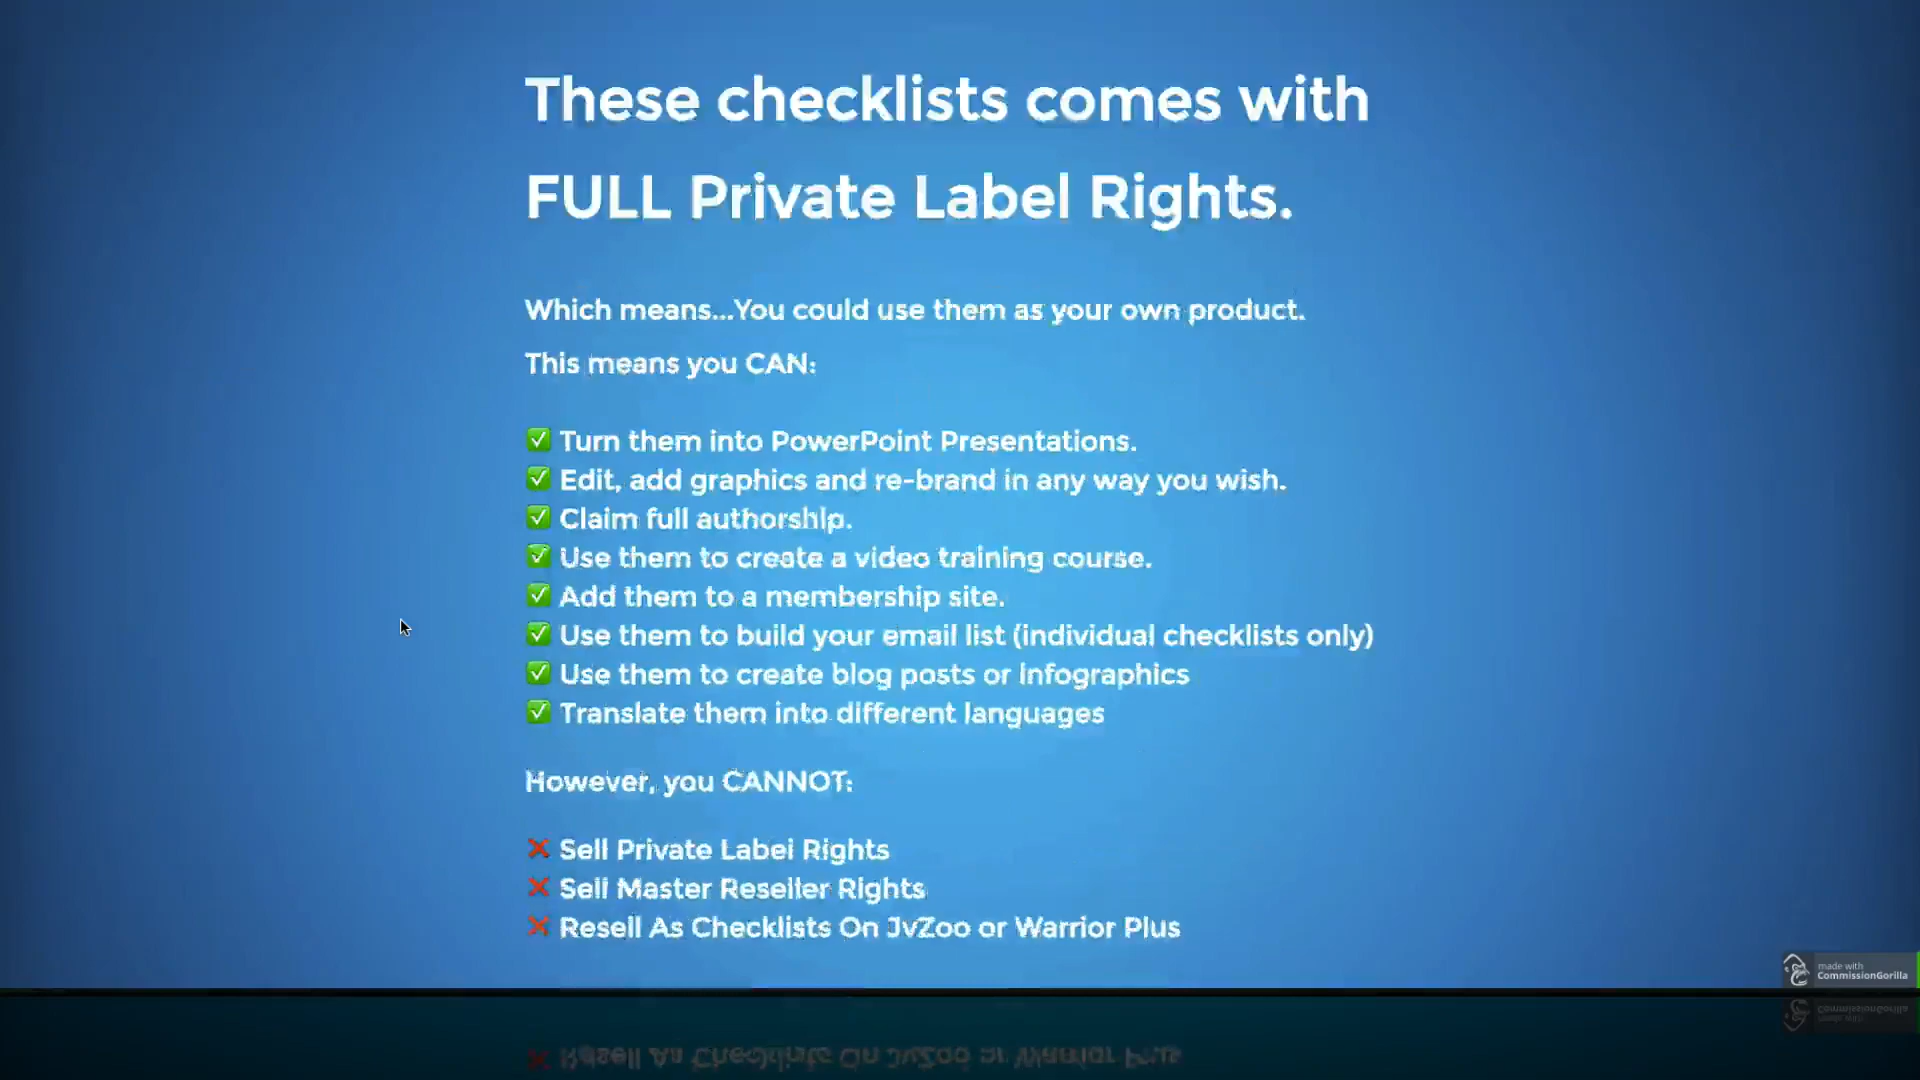 These checklists comes with
FULL Private Label Rights.
Which means...You could use them as your own product.
This means you CAN:
✅ Turn them into PowerPoint Presentations.
✅ Edit, add graphics and re-brand in any way you wish.
✅ Claim full authorship.
✅ Use them to create a video training course.
✅ Add them to a membership site.
✅ Use them to build your email list (individual checklists only)
✅ Use them to create blog posts or infographics
✅ Translate them into different languages
However, you CANNOT:
❌ Sell Private Label Rights
❌ Sell Master Reseller Rights
❌ Resell As Checklists On JvZoo or Warrior Plus
made with
CommissionGorilla